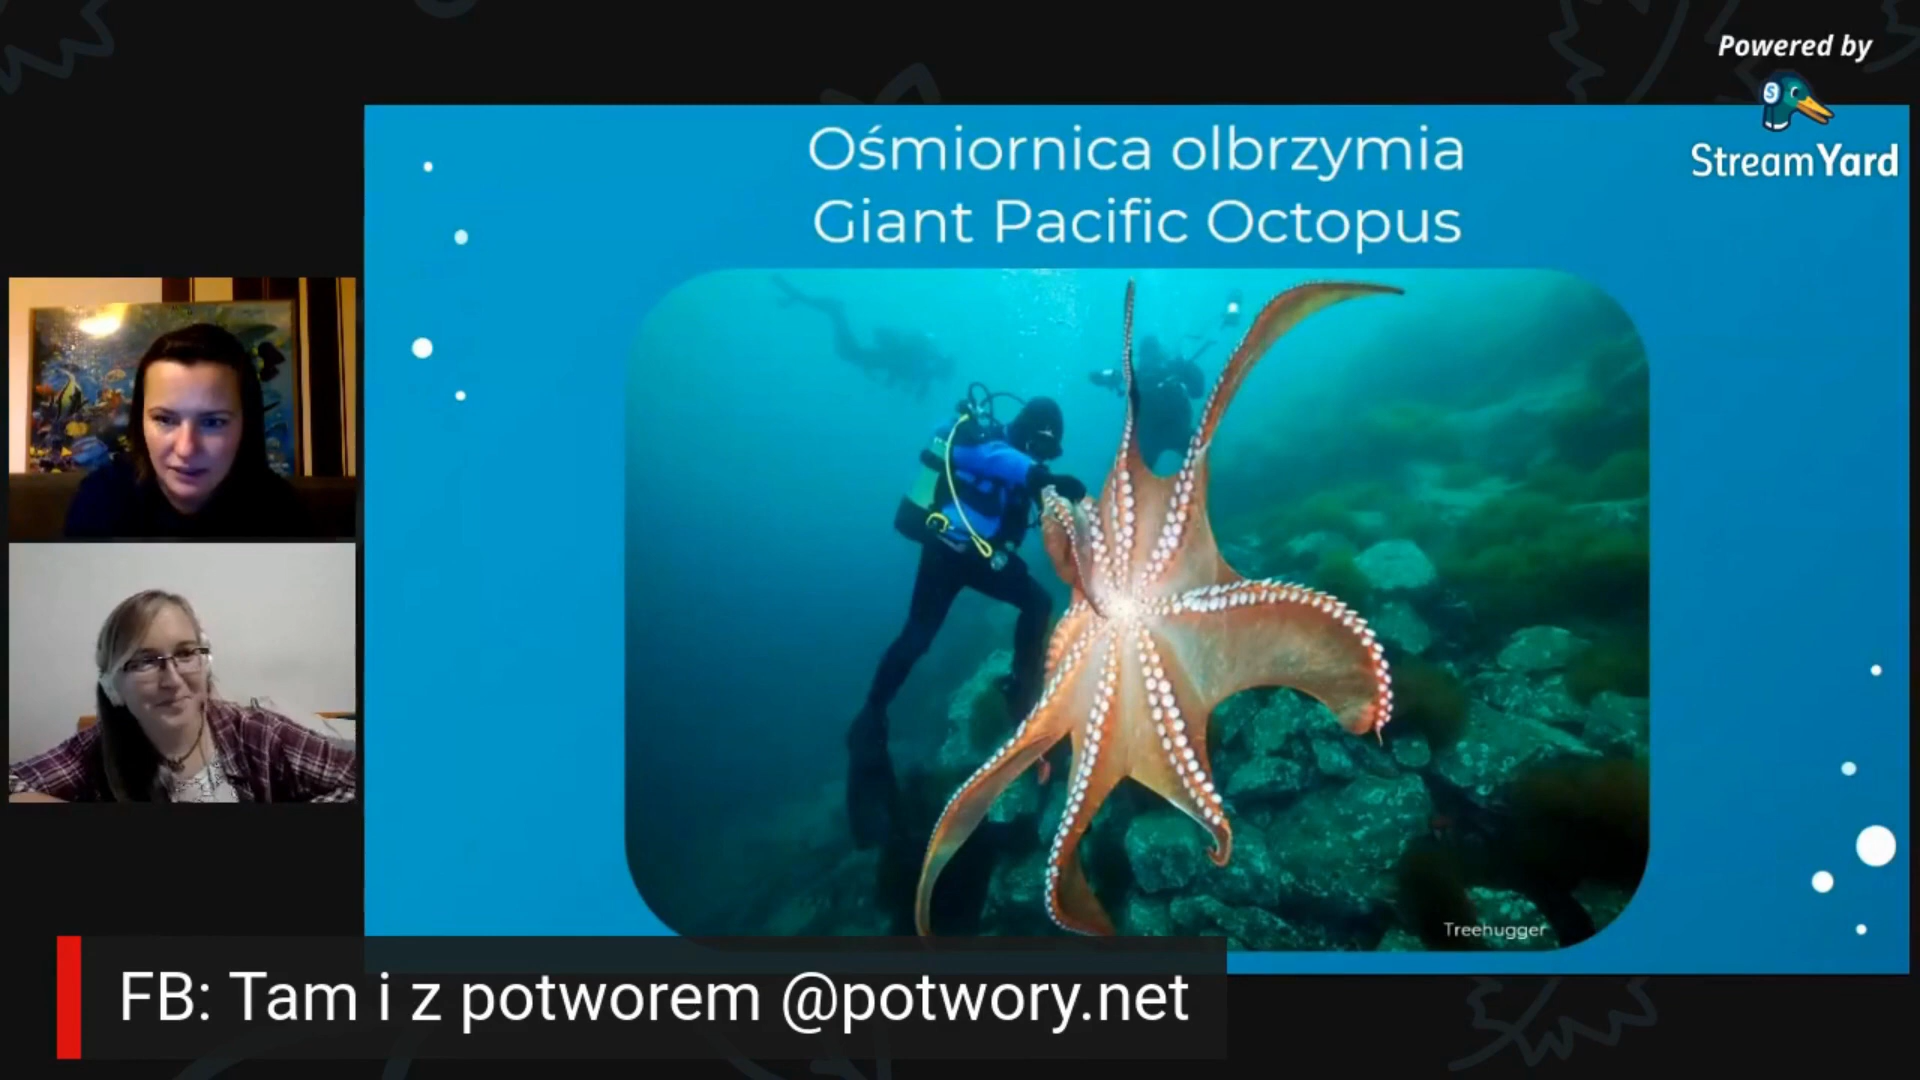 Powered by
S
StreamYard
Ośmiornica olbrzymia
Giant Pacific Octopus
Treehugger
FB: Tam i z potworem @potwory.net